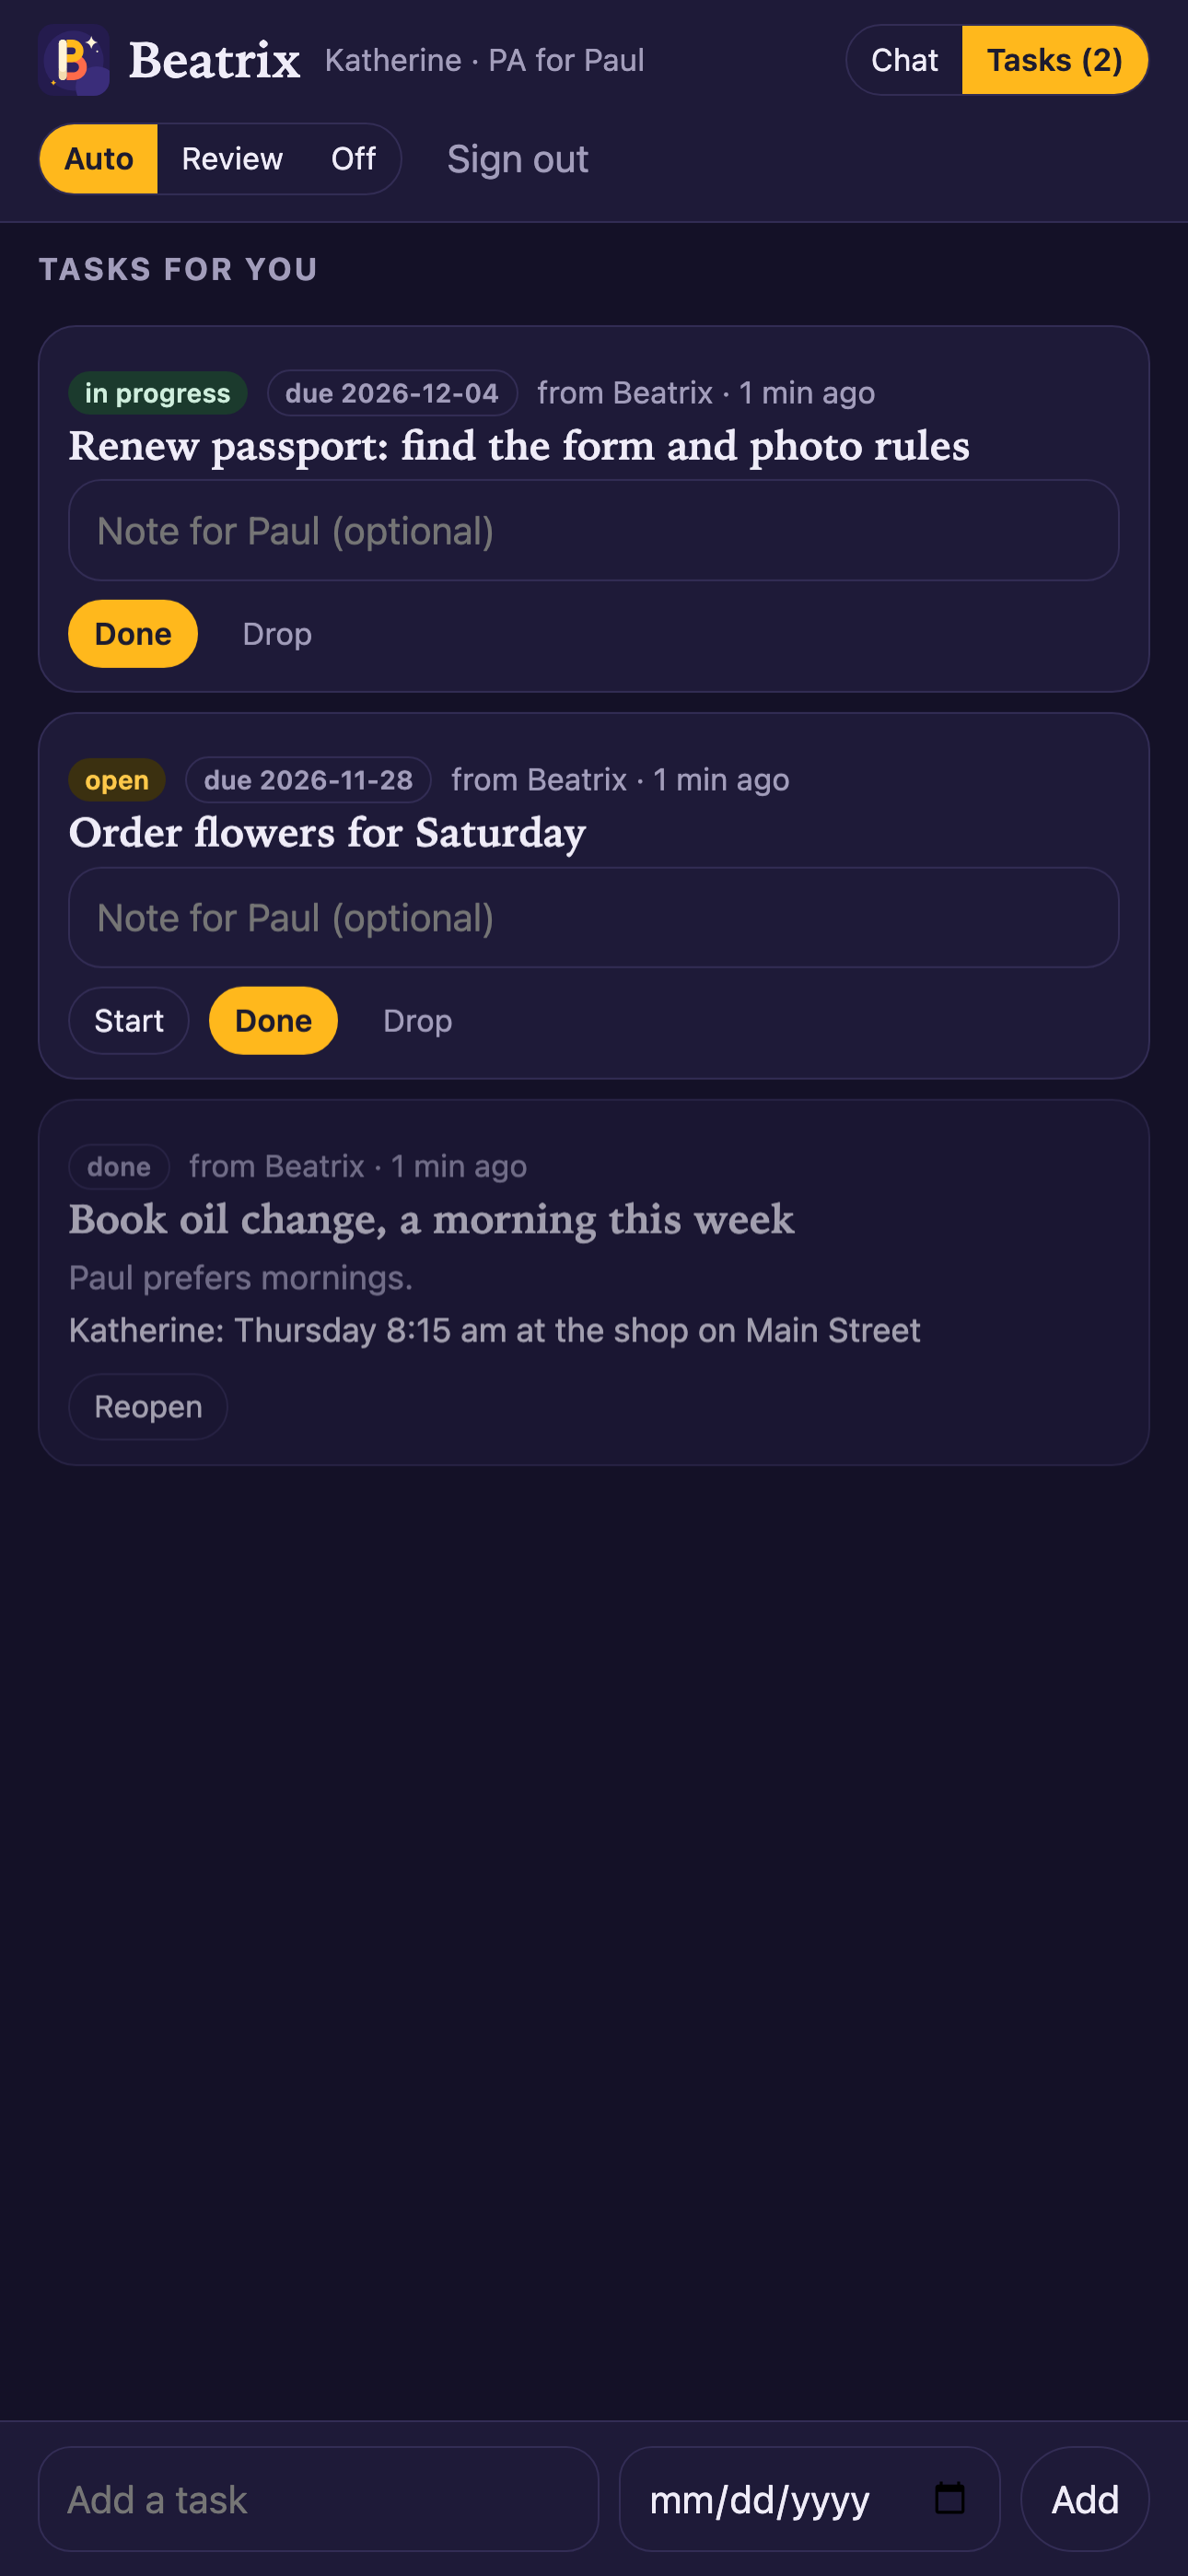 Beatrix Katherine · PA for Paul Chat Tasks (2)
Auto Review Off Sign out
TASKS FOR YOU
in progress due 2026-12-04 from Beatrix · 1 min ago
Renew passport: find the form and photo rules
Note for Paul (optional)
Done Drop
open due 2026-11-28 from Beatrix · 1 min ago
Order flowers for Saturday
Note for Paul (optional)
Start Done Drop
done from Beatrix · 1 min ago
Book oil change, a morning this week
Paul prefers mornings.
Katherine: Thursday 8:15 am at the shop on Main Street
Reopen
Add a task mm/dd/yyyy Add